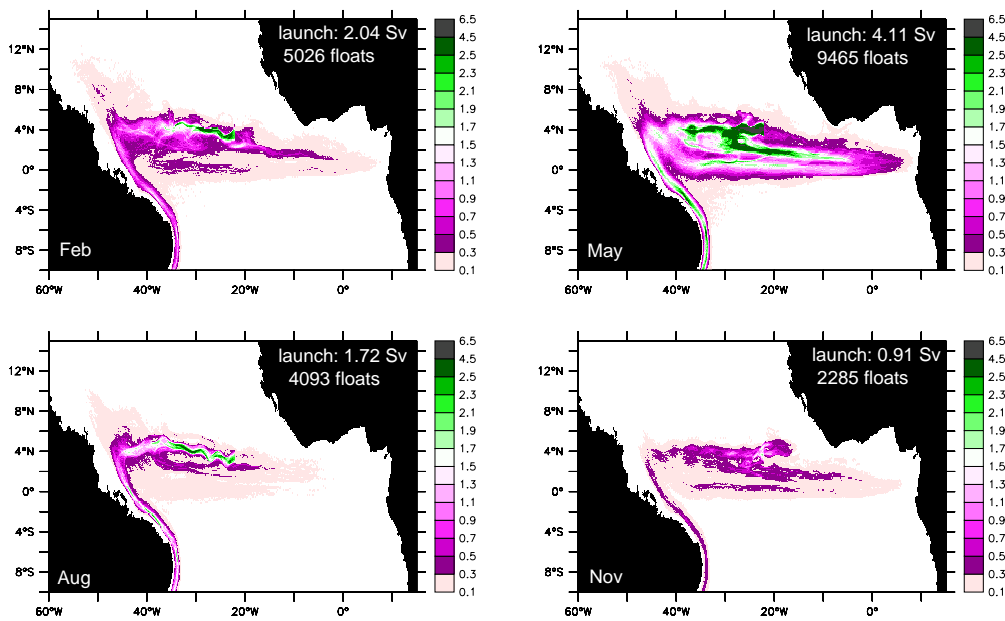 launch: 2.04 Sv
5026 floats
12°N
8°N
4°N
0°
4°S
8°S
Feb
60°W
40°W
20°W
0°
6.5
4.5
2.5
2.3
2.1
1.9
1.7
1.5
1.3
1.1
0.9
0.7
0.5
0.3
0.1
launch: 4.11 Sv
9465 floats
12°N
8°N
4°N
0°
4°S
8°S
May
60°W
40°W
20°W
0°
6.5
4.5
2.5
2.3
2.1
1.9
1.7
1.5
1.3
1.1
0.9
0.7
0.5
0.3
0.1
launch: 1.72 Sv
4093 floats
12°N
8°N
4°N
0°
4°S
8°S
Aug
60°W
40°W
20°W
0°
6.5
4.5
2.5
2.3
2.1
1.9
1.7
1.5
1.3
1.1
0.9
0.7
0.5
0.3
0.1
launch: 0.91 Sv
2285 floats
12°N
8°N
4°N
0°
4°S
8°S
Nov
60°W
40°W
20°W
0°
6.5
4.5
2.5
2.3
2.1
1.9
1.7
1.5
1.3
1.1
0.9
0.7
0.5
0.3
0.1